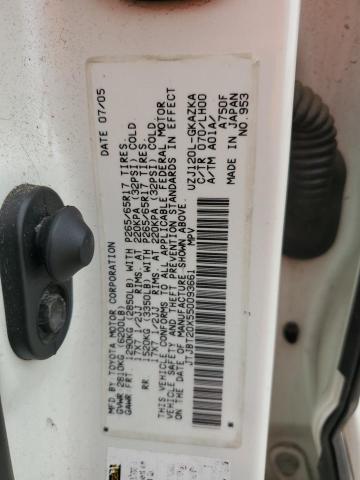 MFD BY: TOYOTA MOTOR CORPORATION DATE 07/05
GVWR 2810KG(6200LB)
GAWR FRT. 1290KG(2850LB)WITH P265/65R17 TIRES.
17X7 1/2JJ RIMS. AT 220KPA (32PSI) COLD
RR 1520KG(3350LB)WITH P265/65R17 TIRES.
17X7 1/2JJ RIMS. AT 220KPA (32PSI) COLD.
THIS VEHICLE CONFORMS TO ALL APPLICABLE FEDERAL MOTOR
VEHICLE SAFETY AND THEFT PREVENTION STANDARDS IN EFFECT
ON THE DATE OF MANUFACTURE SHOWN ABOVE.
JTJBT20X550093661 MPV
UZJ120L-GKAZKA
C/TR 070/LH00
A/TM A01A/ A750F
MADE IN JAPAN
NO.953